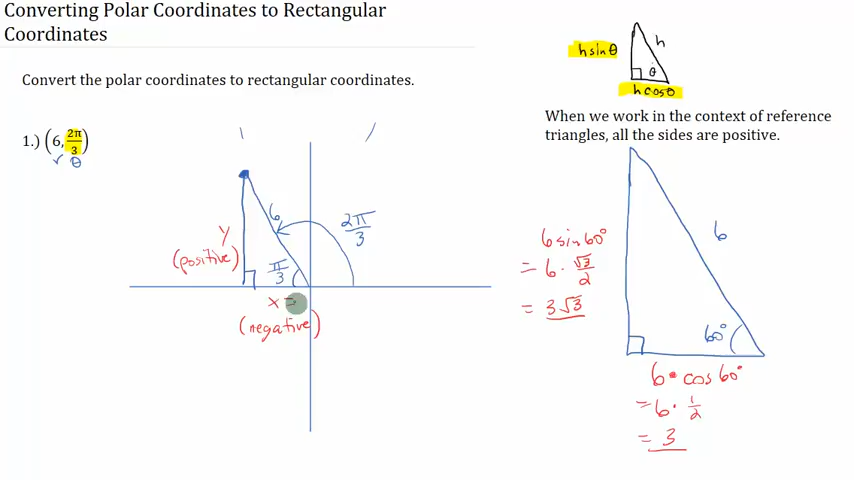 Converting Polar Coordinates to Rectangular
Coordinates
Convert the polar coordinates to rectangular coordinates.
1.) (6, 2π/3)
r θ
h sinθ
h
θ
h cosθ
When we work in the context of reference
triangles, all the sides are positive.
6
2π/3
y
(positive)
π/3
x =
(negative)
6
60°
6 sin 60°
= 6 · √3/2
= 3√3
6 · cos 60°
= 6 · 1/2
= 3